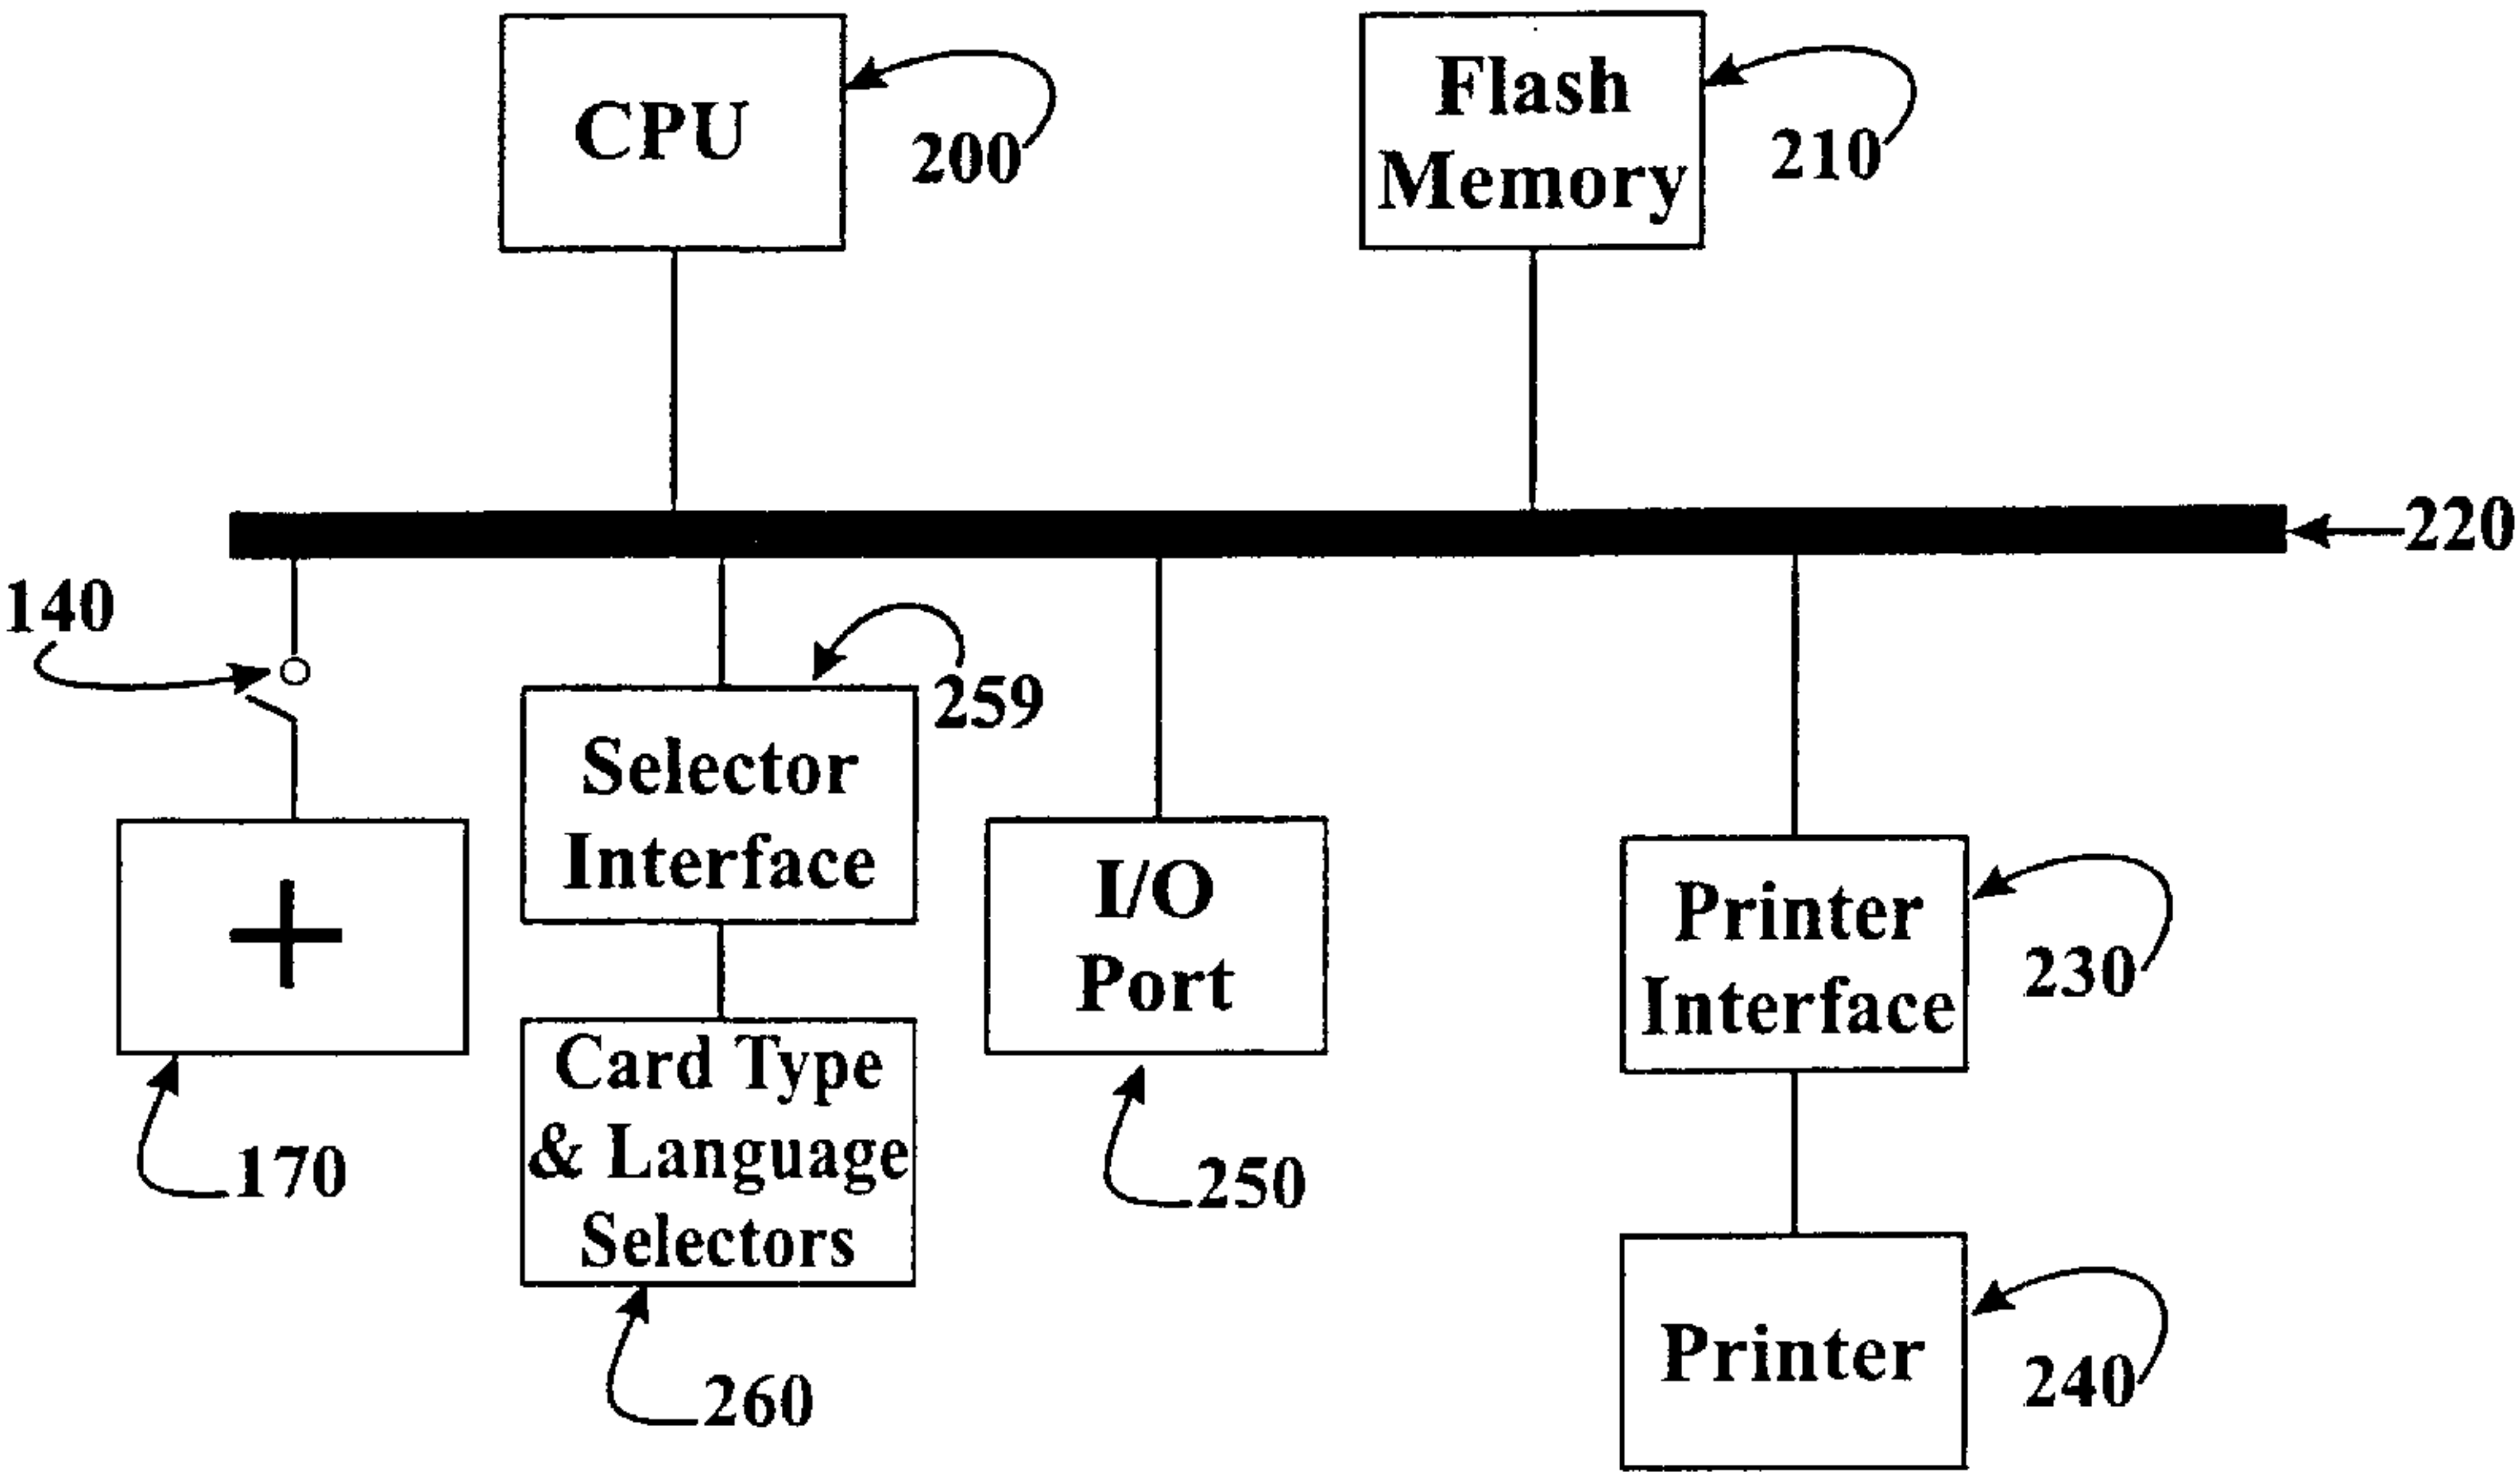 CPU
200
Flash
Memory
210
220
140
259
Selector
Interface
I/O
Port
Printer
Interface
230
+
170
Card Type
& Language
Selectors
250
260
Printer
240